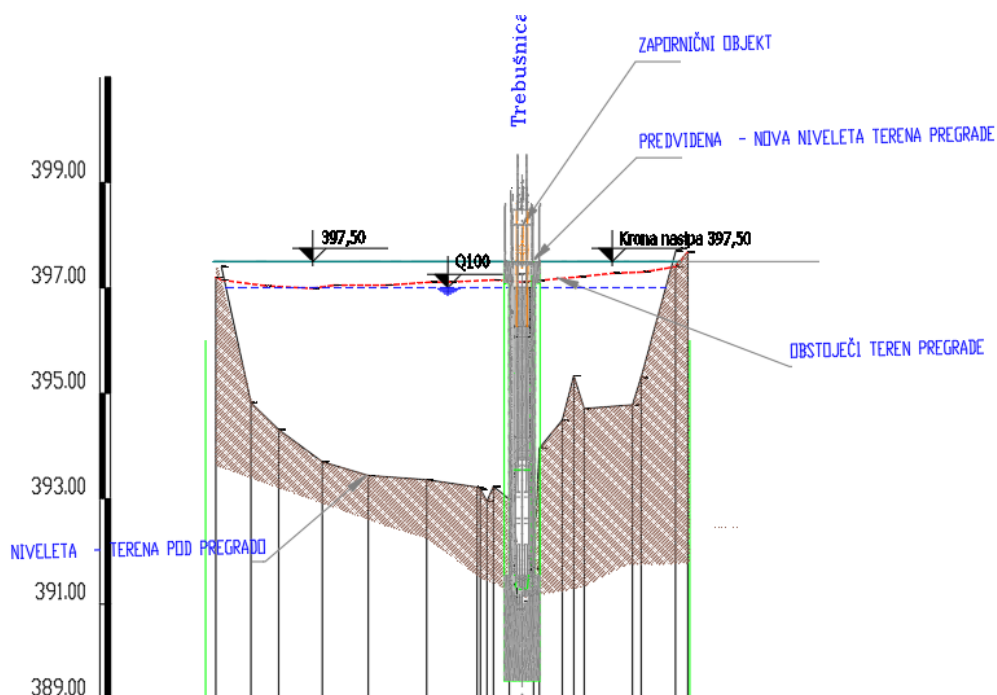 Trebušnica
ZAPORNIČNI OBJEKT
PREDVIDENA - NOVA NIVELETA TERENA PREGRADE
399.00
397,50
Krona nasipa 397,50
Q100
397.00
OBSTOJEČI TEREN PREGRADE
395.00
393.00
NIVELETA - TERENA POD PREGRADO
391.00
389.00